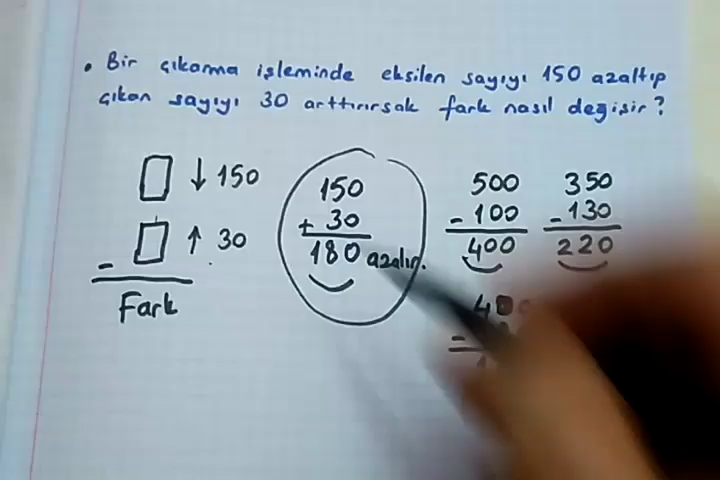 • Bir çıkarma işleminde eksilen sayıyı 150 azaltıp
çıkan sayıyı 30 arttırırsak fark nasıl değişir?
↓ 150
- ↑ 30
Fark
150
+ 30
180 azalır.
500
- 100
400
350
- 130
220